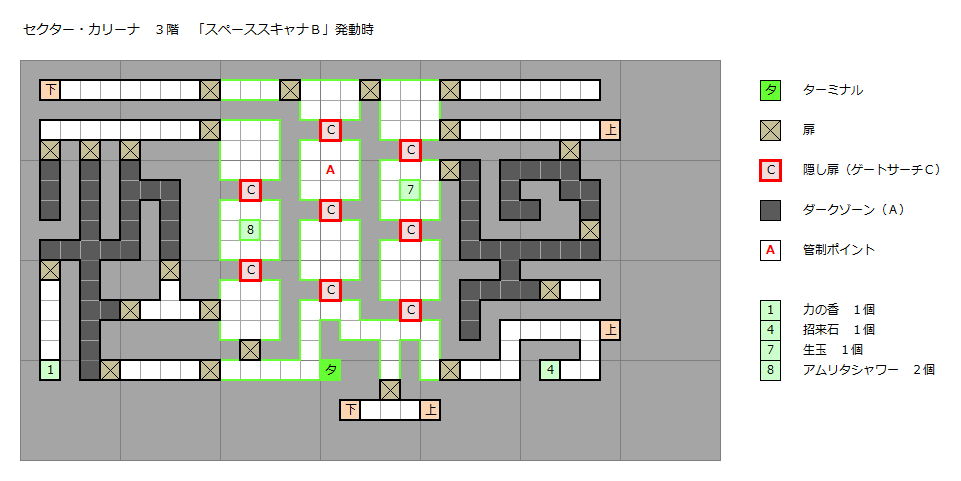 セクター・カリーナ　３階　「スペーススキャナＢ」発動時
下
タ ターミナル
C 上 扉
C
A C 隠し扉（ゲートサーチＣ）
C 7
C ダークゾーン（Ａ）
8 C
A 管制ポイント
C
C
C 1 力の香　１個
上 4 招来石　１個
7 生玉　１個
1 タ 4 8 アムリタシャワー　２個
下 上